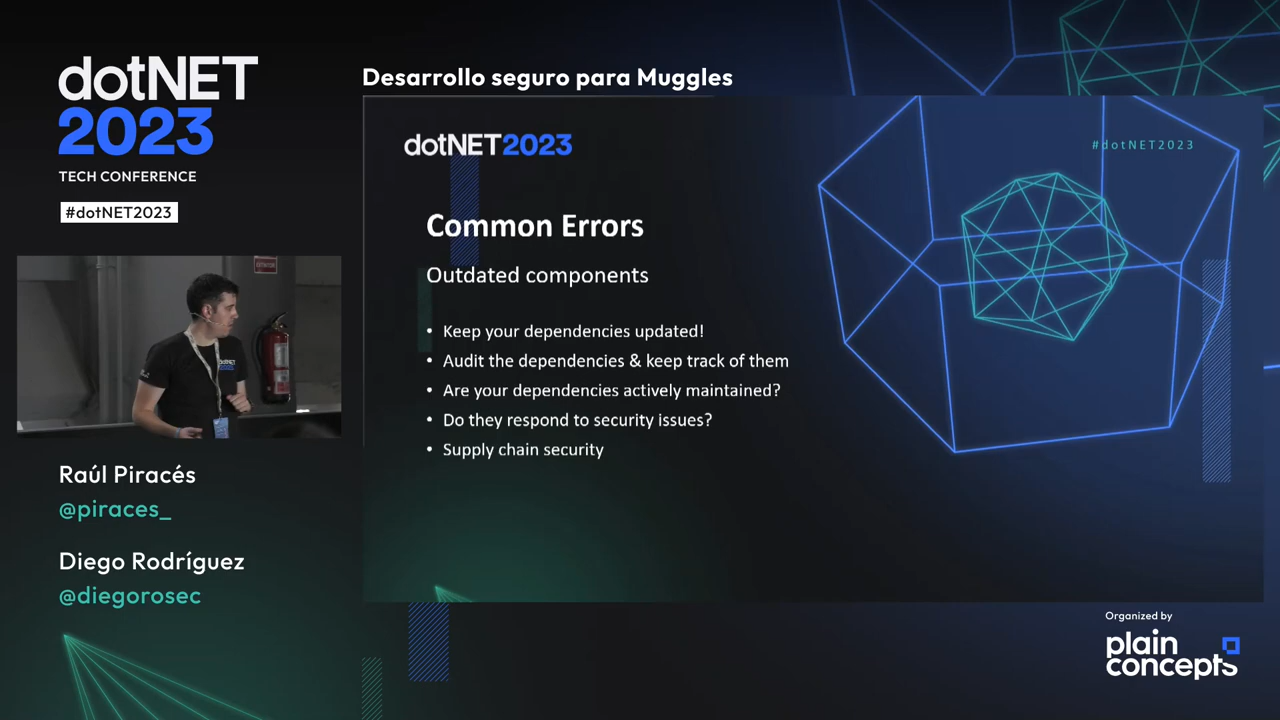 dotNET
2023
TECH CONFERENCE
#dotNET2023
Desarrollo seguro para Muggles
dotNET2023
#dotNET2023
Common Errors
Outdated components
• Keep your dependencies updated!
• Audit the dependencies & keep track of them
• Are your dependencies actively maintained?
• Do they respond to security issues?
• Supply chain security
Raúl Piracés
@piraces_
Diego Rodríguez
@diegorosec
Organized by
plain
concepts